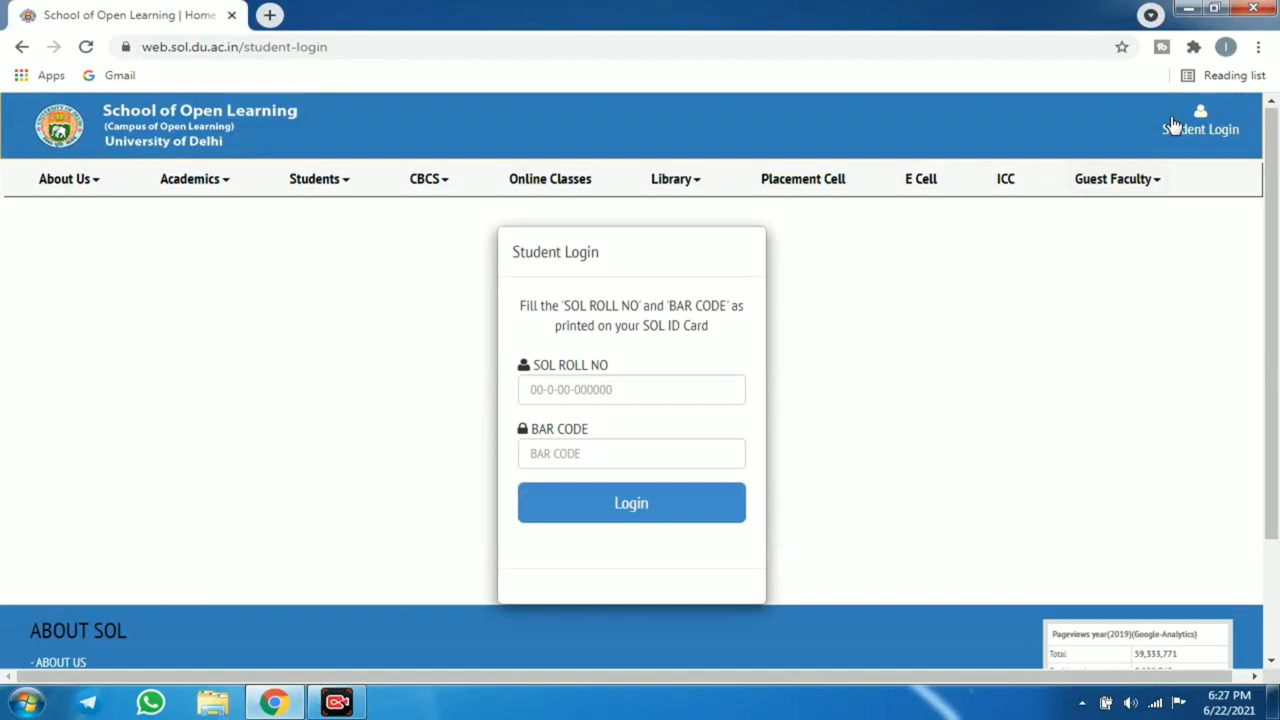 School of Open Learning | Home
web.sol.du.ac.in/student-login
Apps
Gmail
Reading list
School of Open Learning
(Campus of Open Learning)
University of Delhi
Student Login
About Us
Academics
Students
CBCS
Online Classes
Library
Placement Cell
E Cell
ICC
Guest Faculty
Student Login
Fill the 'SOL ROLL NO' and 'BAR CODE' as
printed on your SOL ID Card
SOL ROLL NO
00-0-00-000000
BAR CODE
BAR CODE
Login
ABOUT SOL
- ABOUT US
Pageviews year(2019)(Google-Analytics)
Total 59,333,771
6:27 PM
6/22/2021